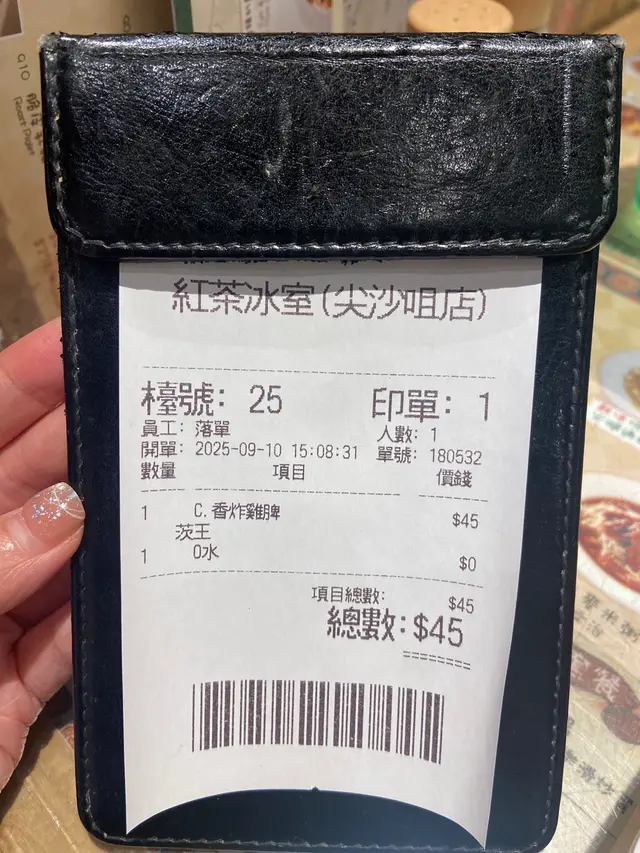 紅茶冰室(尖沙咀店)
檯號: 25 印單: 1
員工: 落單 人數: 1
開單: 2025-09-10 15:08:31 單號: 180532
數量 項目 價錢
1 C.香炸雞髀 $45
茨王
1 0水 $0
項目總數: $45
總數:$45
Q10